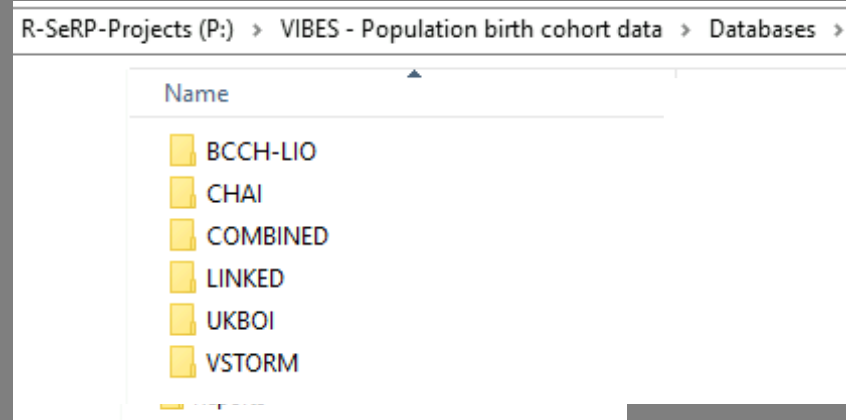 R-SeRP-Projects (P:) > VIBES - Population birth cohort data > Databases >
Name
BCCH-LIO
CHAI
COMBINED
LINKED
UKBOI
VSTORM